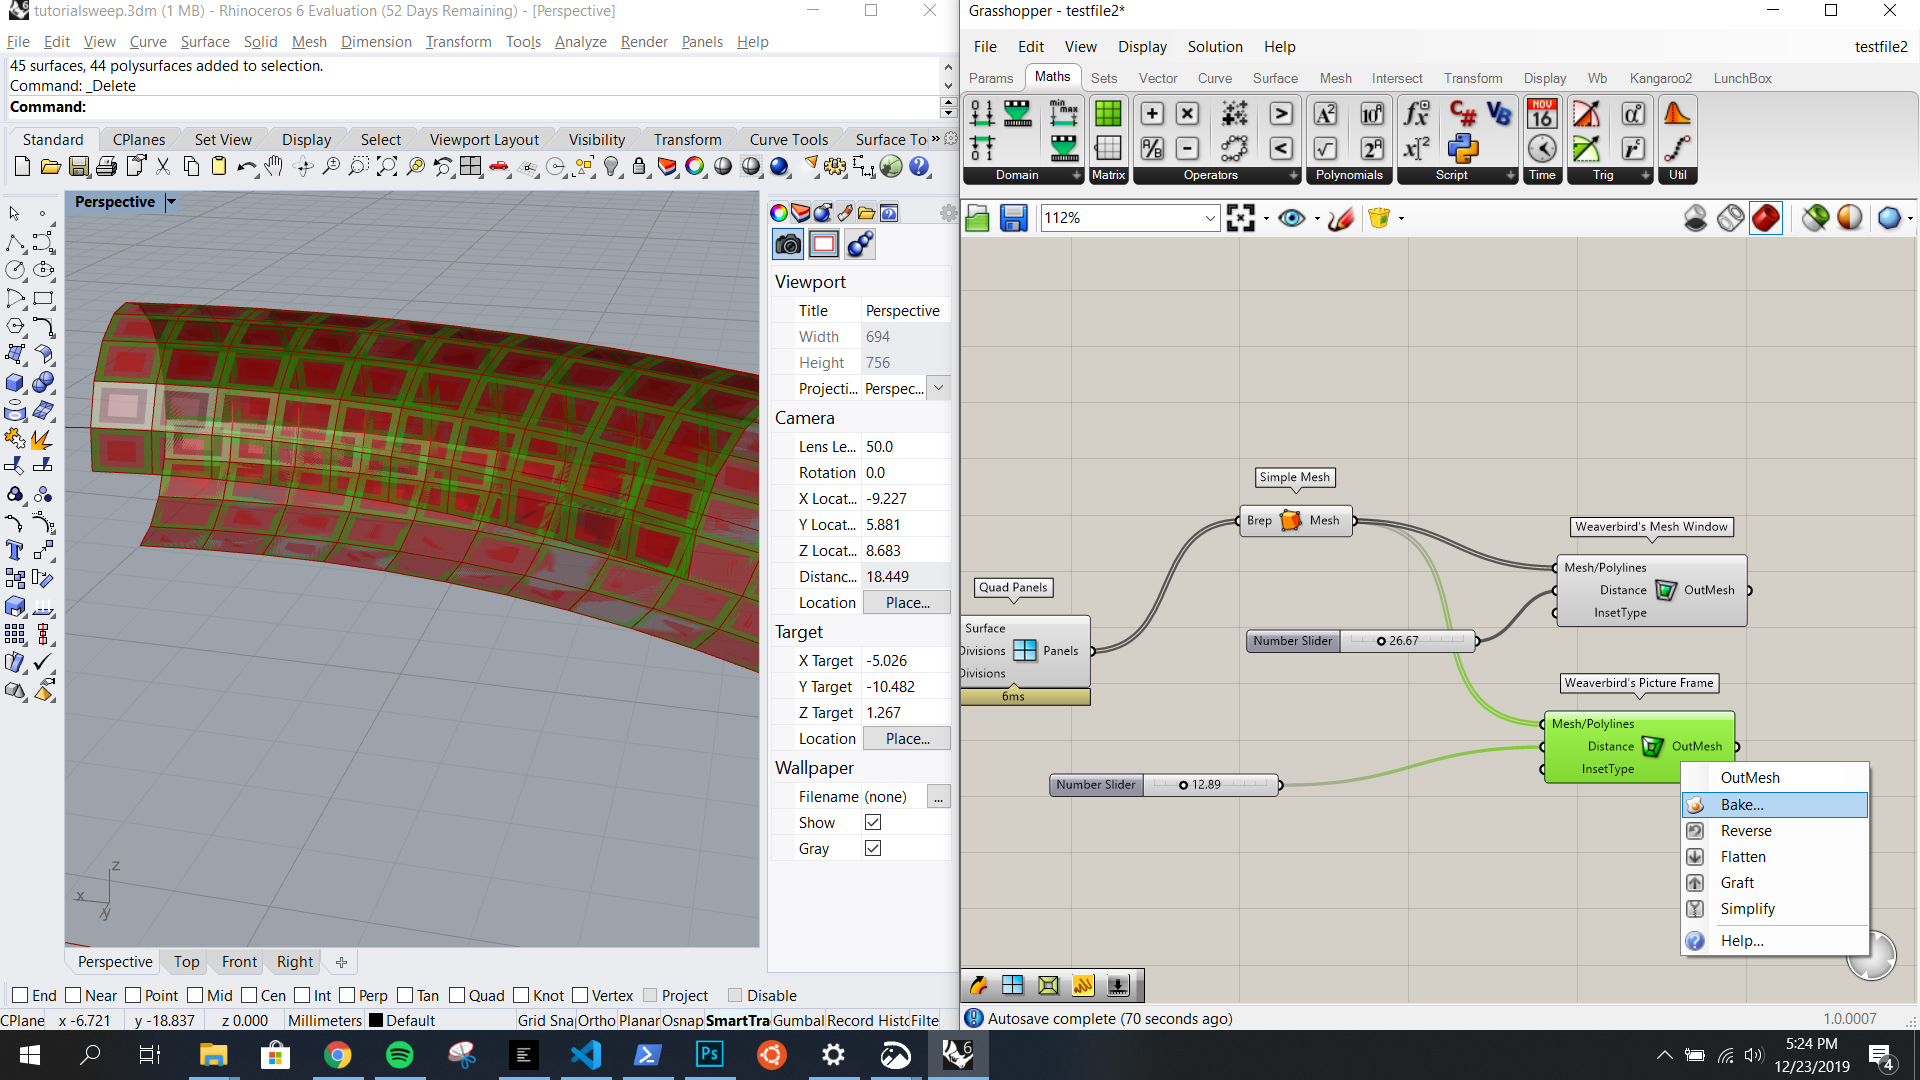 tutorialsweep.3dm (1 MB) - Rhinoceros 6 Evaluation (52 Days Remaining) - [Perspective]
File Edit View Curve Surface Solid Mesh Dimension Transform Tools Analyze Render Panels Help
45 surfaces, 44 polysurfaces added to selection.
Command: _Delete
Command:
Standard CPlanes Set View Display Select Viewport Layout Visibility Transform Curve Tools Surface To »
Perspective
Viewport
Title Perspective
Width 694
Height 756
Projecti... Perspec...
Camera
Lens Le... 50.0
Rotation 0.0
X Locat... -9.227
Y Locat... 5.881
Z Locat... 8.683
Distanc... 18.449
Location Place...
Target
X Target -5.026
Y Target -10.482
Z Target 1.267
Location Place...
Wallpaper
Filename (none) ...
Show
Gray
z
x
y
Perspective Top Front Right
End Near Point Mid Cen Int Perp Tan Quad Knot Vertex Project Disable
CPlane x -6.721 y -18.837 z 0.000 Millimeters Default Grid Snap Ortho Planar Osnap SmartTra Gumbal Record Histo Filte
Grasshopper - testfile2*
File Edit View Display Solution Help testfile2
Params Maths Sets Vector Curve Surface Mesh Intersect Transform Display Wb Kangaroo2 LunchBox
Domain Matrix Operators Polynomials Script Time Trig Util
112%
Simple Mesh
Brep Mesh
Weaverbird's Mesh Window
Mesh/Polylines
Distance OutMesh
InsetType
Quad Panels
Surface
Divisions Panels
Divisions
6ms
Number Slider 26.67
Weaverbird's Picture Frame
Mesh/Polylines
Distance OutMesh
InsetType
Number Slider 12.89
OutMesh
Bake...
Reverse
Flatten
Graft
Simplify
Help...
Autosave complete (70 seconds ago) 1.0.0007
5:24 PM
12/23/2019
4